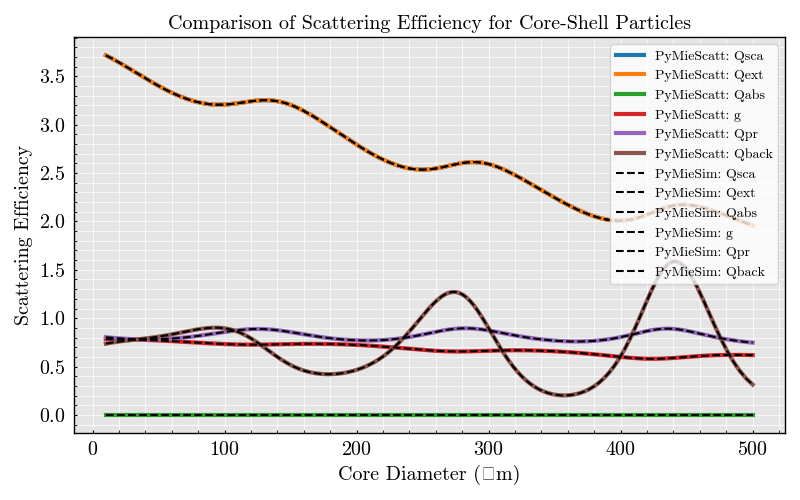 Comparison of Scattering Efficiency for Core-Shell Particles
Scattering Efficiency
3.5
3.0
2.5
2.0
1.5
1.0
0.5
0.0
PyMieScatt: Qsca
PyMieScatt: Qext
PyMieScatt: Qabs
PyMieScatt: g
PyMieScatt: Qpr
PyMieScatt: Qback
PyMieSim: Qsca
PyMieSim: Qext
PyMieSim: Qabs
PyMieSim: g
PyMieSim: Qpr
PyMieSim: Qback
0 100 200 300 400 500
Core Diameter (□m)